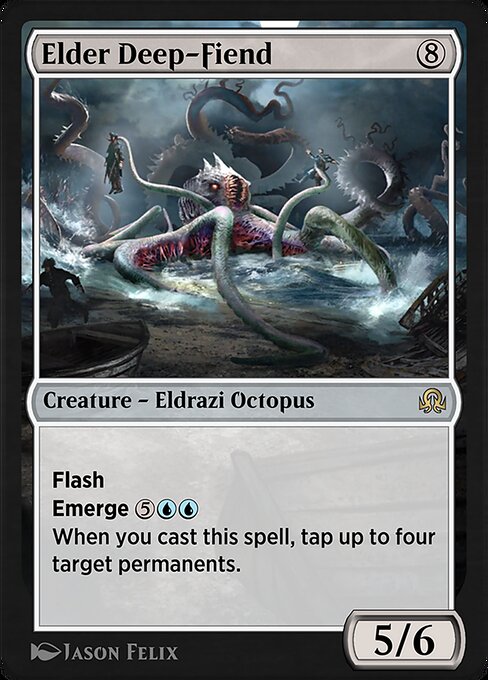 Elder Deep-Fiend 8
Creature – Eldrazi Octopus
Flash
Emerge 5
When you cast this spell, tap up to four
target permanents.
5/6
Jason Felix